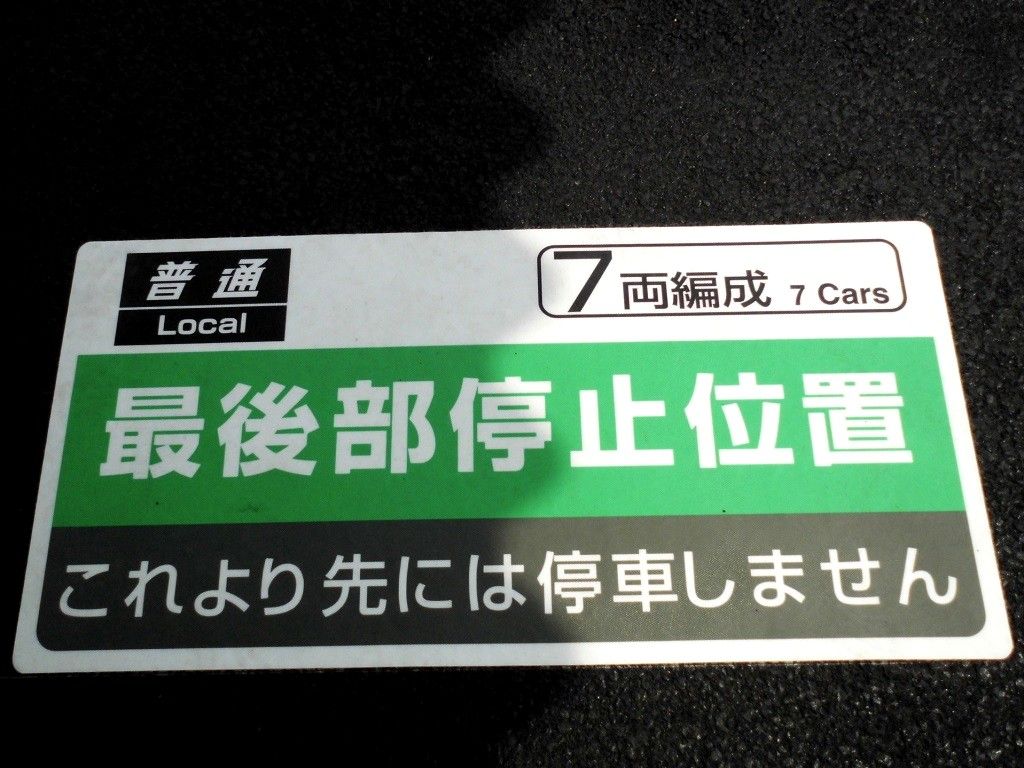 普通
Local
7両編成 7 Cars
最後部停止位置
これより先には停車しません